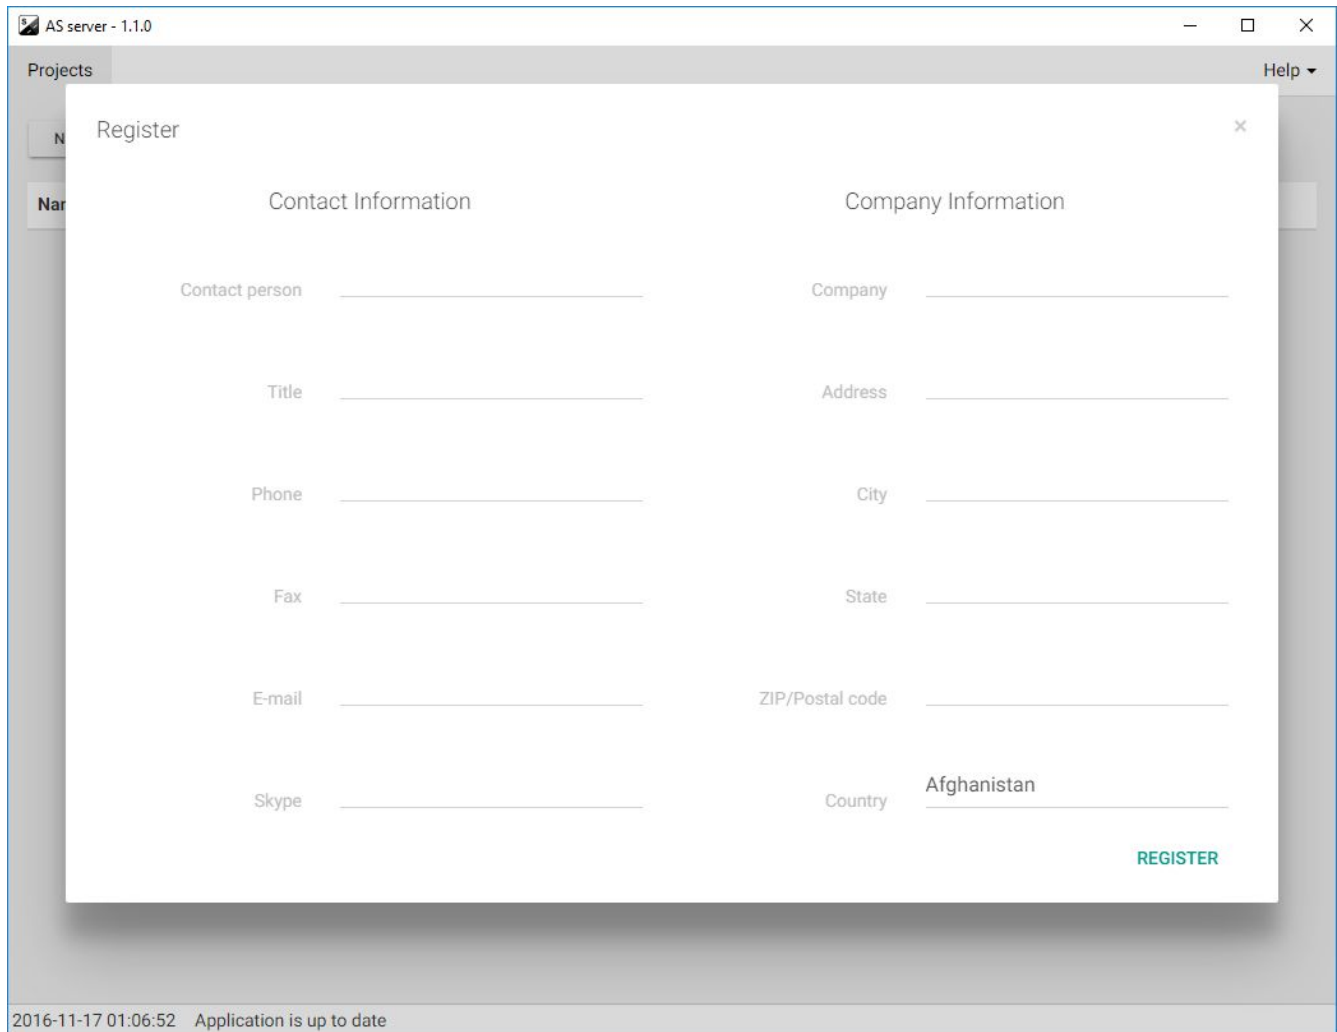 AS server - 1.1.0
Projects
Help
Register
×
Contact Information
Company Information
Contact person
Company
Title
Address
Phone
City
Fax
State
E-mail
ZIP/Postal code
Skype
Country
Afghanistan
REGISTER
2016-11-17 01:06:52 Application is up to date